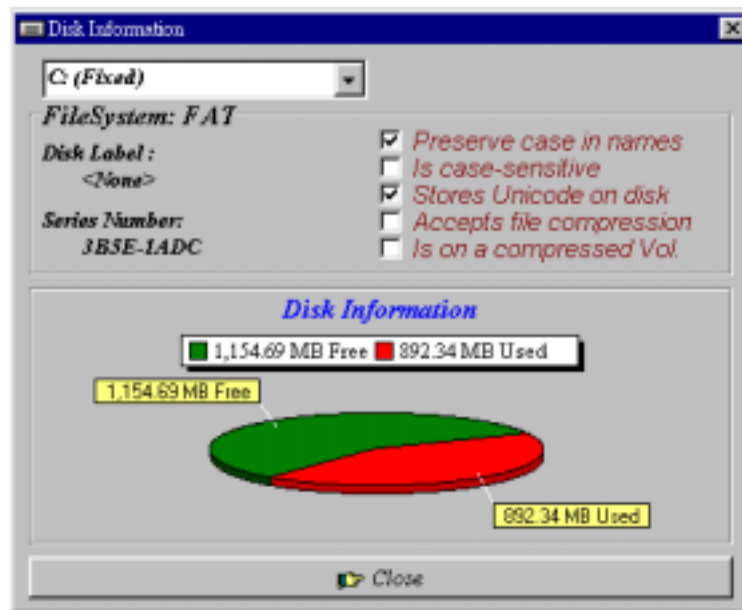 Disk Information
C: (Fixed)
FileSystem: FAT
Disk Label :
<None>
Series Number:
3B5E-1ADC
Preserve case in names
Is case-sensitive
Stores Unicode on disk
Accepts file compression
Is on a compressed Vol.
Disk Information
1,154.69 MB Free 892.34 MB Used
1,154.69 MB Free
892.34 MB Used
Close